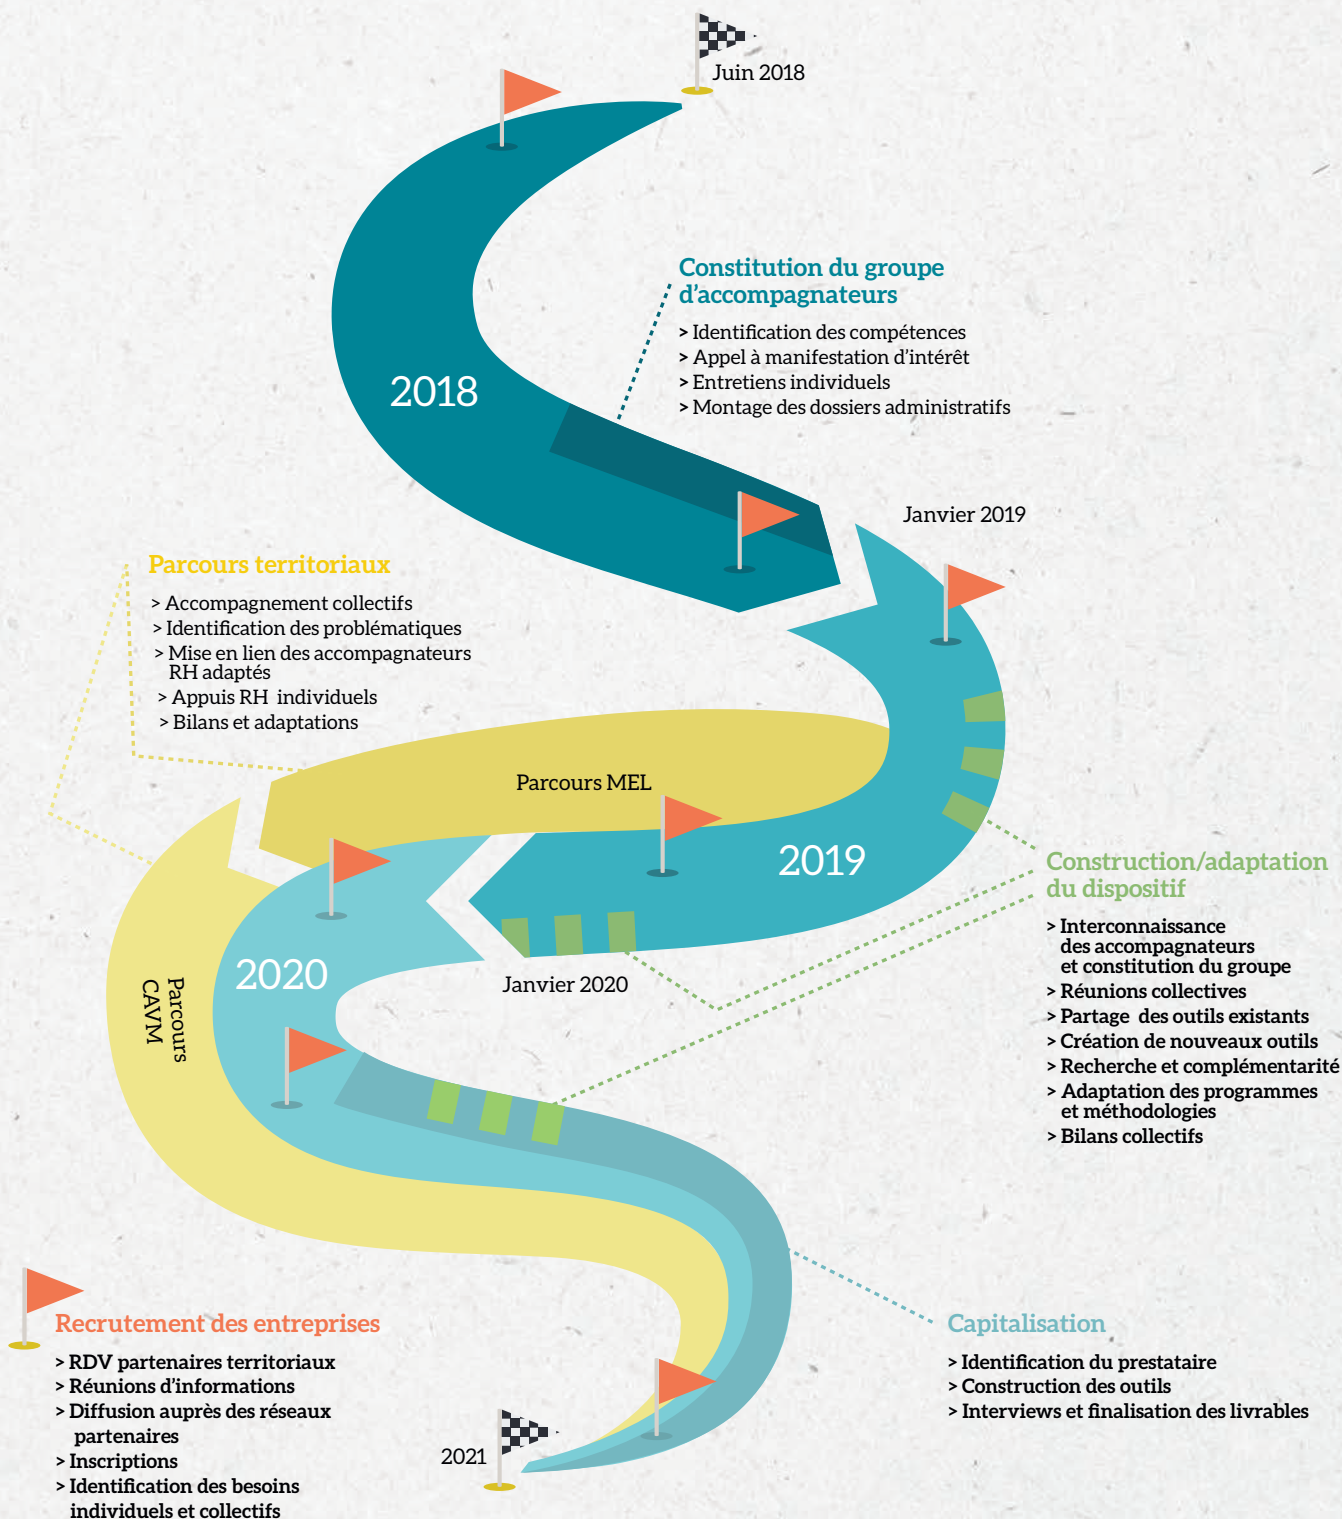 Juin 2018
Constitution du groupe
d'accompagnateurs
> Identification des compétences
> Appel à manifestation d'intérêt
> Entretiens individuels
> Montage des dossiers administratifs
2018
Janvier 2019
Parcours territoriaux
> Accompagnement collectifs
> Identification des problématiques
> Mise en lien des accompagnateurs
RH adaptés
> Appuis RH individuels
> Bilans et adaptations
Parcours MEL
2019
Construction/adaptation
du dispositif
> Interconnaissance
des accompagnateurs
et constitution du groupe
> Réunions collectives
> Partage des outils existants
> Création de nouveaux outils
> Recherche et complémentarité
> Adaptation des programmes
et méthodologies
> Bilans collectifs
2020
Janvier 2020
Parcours
CAVM
Recrutement des entreprises
> RDV partenaires territoriaux
> Réunions d'informations
> Diffusion auprès des réseaux
partenaires
> Inscriptions
> Identification des besoins
individuels et collectifs
Capitalisation
> Identification du prestataire
> Construction des outils
> Interviews et finalisation des livrables
2021